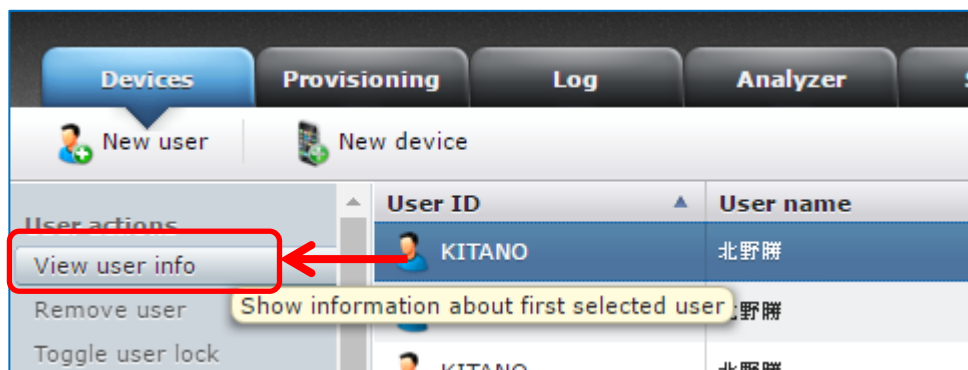 Devices Provisioning Log Analyzer
New user New device
User actions
User ID User name
View user info
KITANO 北野勝
Show information about first selected user
Remove user
北野勝
Toggle user lock
KITANO 北野勝